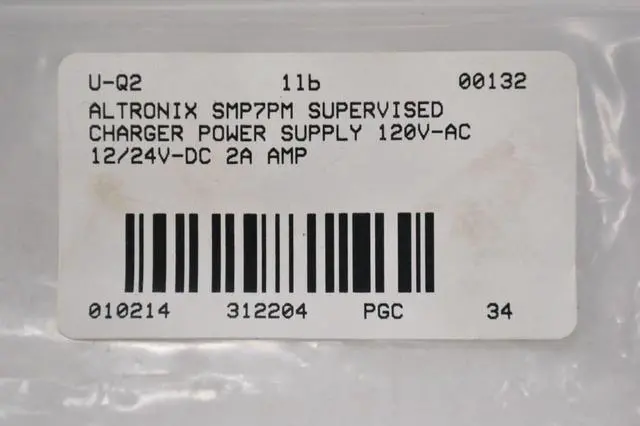 U-Q2 1lb 00132
ALTRONIX SMP7PM SUPERVISED
CHARGER POWER SUPPLY 120V-AC
12/24V-DC 2A AMP
010214 312204 PGC 34